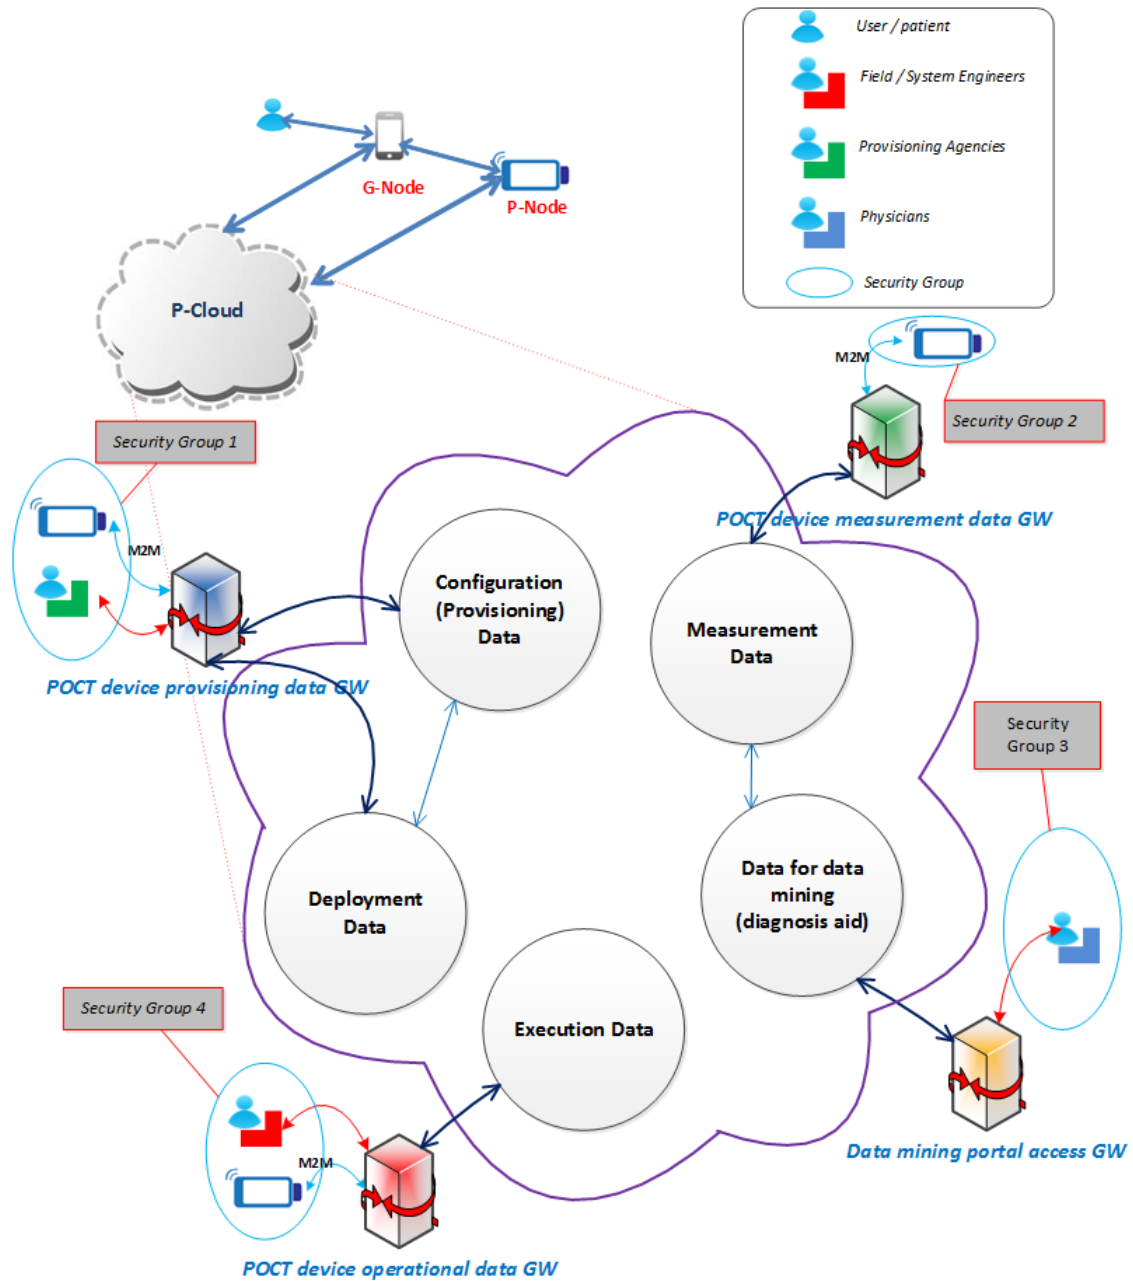 User / patient
Field / System Engineers
Provisioning Agencies
Physicians
Security Group
G-Node
P-Node
P-Cloud
M2M
Security Group 2
POCT device measurement data GW
Security Group 1
M2M
POCT device provisioning data GW
Configuration
(Provisioning)
Data
Measurement
Data
Security
Group 3
Deployment
Data
Data for data
mining
(diagnosis aid)
Execution Data
Security Group 4
M2M
Data mining portal access GW
POCT device operational data GW